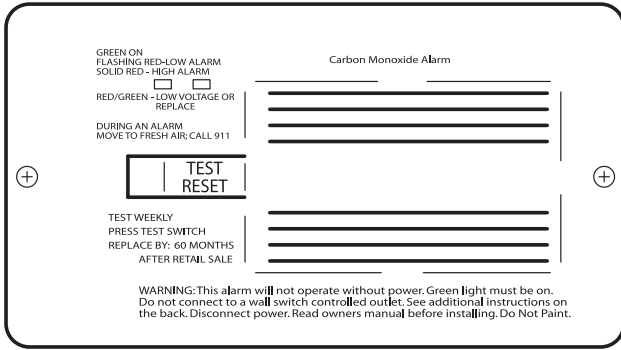 GREEN ON
FLASHING RED-LOW ALARM
SOLID RED - HIGH ALARM
RED/GREEN - LOW VOLTAGE OR
REPLACE
DURING AN ALARM
MOVE TO FRESH AIR; CALL 911
Carbon Monoxide Alarm
TEST
RESET
TEST WEEKLY
PRESS TEST SWITCH
REPLACE BY: 60 MONTHS
AFTER RETAIL SALE
WARNING: This alarm will not operate without power. Green light must be on.
Do not connect to a wall switch controlled outlet. See additional instructions on
the back. Disconnect power. Read owners manual before installing. Do Not Paint.